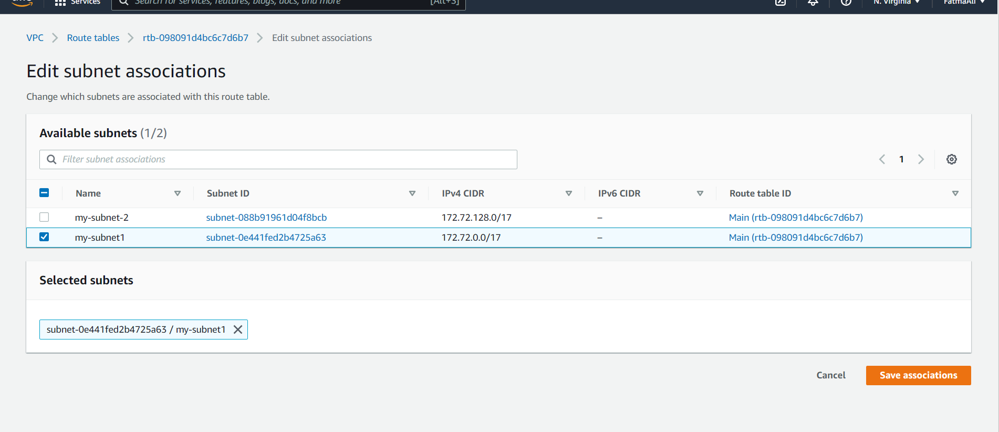 Services Search for services, features, blogs, docs, and more [Alt+S] N. Virginia FatmaAli
VPC Route tables rtb-098091d4bc6c7d6b7 Edit subnet associations
Edit subnet associations
Change which subnets are associated with this route table.
Available subnets (1/2)
Filter subnet associations 1
Name Subnet ID IPv4 CIDR IPv6 CIDR Route table ID
my-subnet-2 subnet-088b91961d04f8bcb 172.72.128.0/17 – Main (rtb-098091d4bc6c7d6b7)
my-subnet1 subnet-0e441fed2b4725a63 172.72.0.0/17 – Main (rtb-098091d4bc6c7d6b7)
Selected subnets
subnet-0e441fed2b4725a63 / my-subnet1
Cancel Save associations